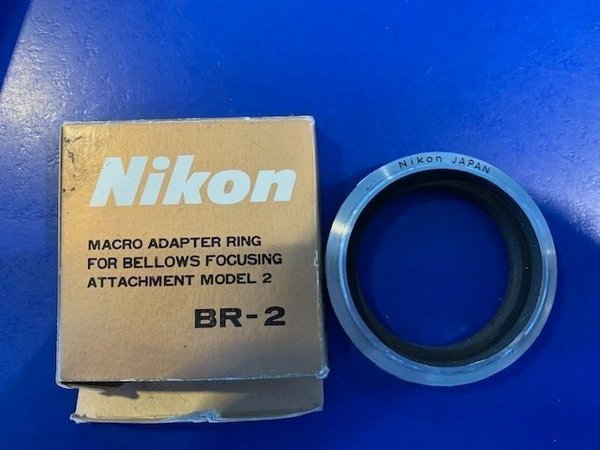 Nikon
MACRO ADAPTER RING
FOR BELLOWS FOCUSING
ATTACHMENT MODEL 2
BR-2
Nikon JAPAN